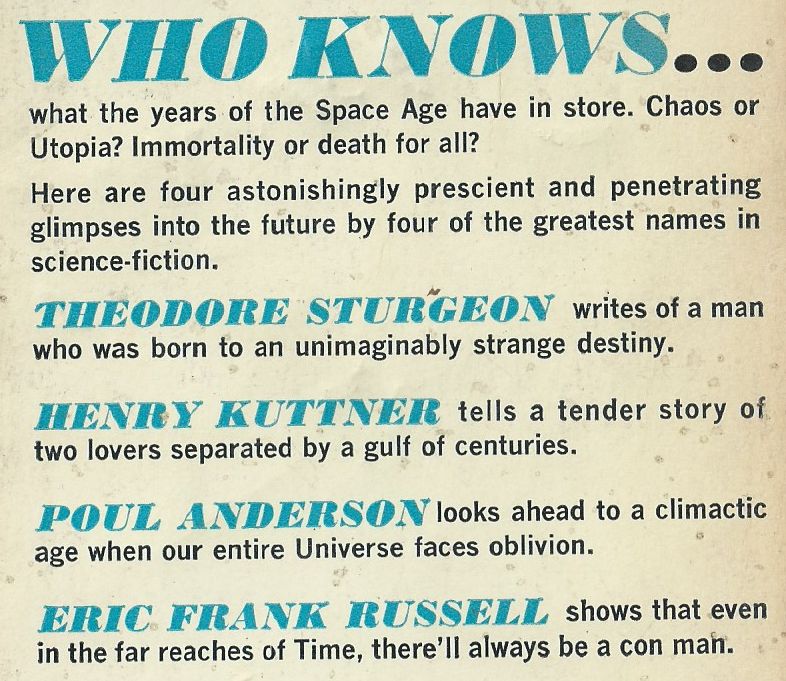 WHO KNOWS...
what the years of the Space Age have in store. Chaos or
Utopia? Immortality or death for all?
Here are four astonishingly prescient and penetrating
glimpses into the future by four of the greatest names in
science-fiction.
THEODORE STURGEON writes of a man
who was born to an unimaginably strange destiny.
HENRY KUTTNER tells a tender story of
two lovers separated by a gulf of centuries.
POUL ANDERSON looks ahead to a climactic
age when our entire Universe faces oblivion.
ERIC FRANK RUSSELL shows that even
in the far reaches of Time, there'll always be a con man.